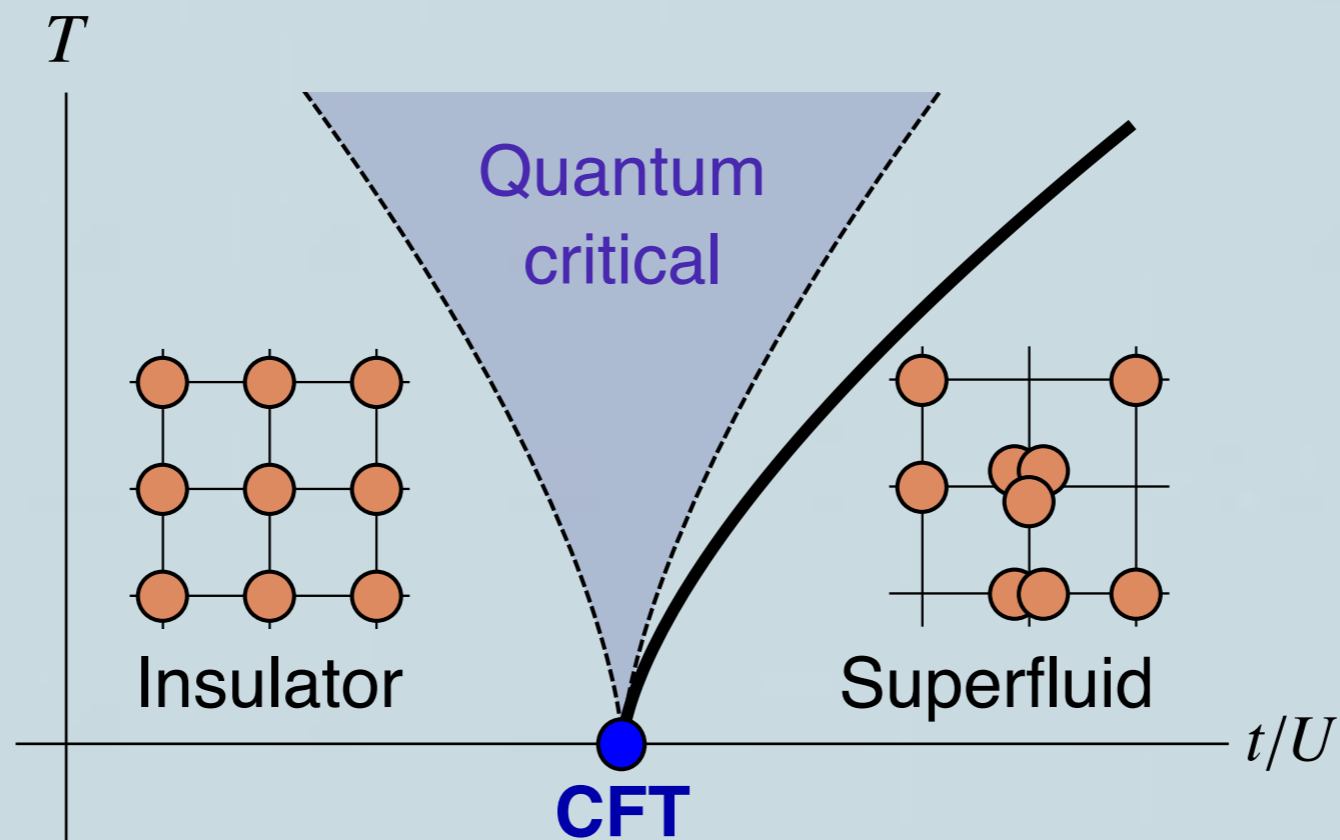 T
Quantum
critical
Insulator
Superfluid
t/U
CFT